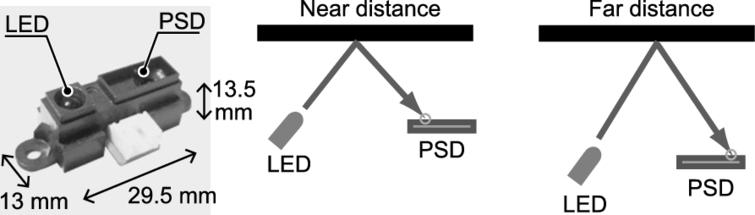 LED
PSD
13.5
mm
13 mm
29.5 mm
Near distance
LED
PSD
Far distance
LED
PSD